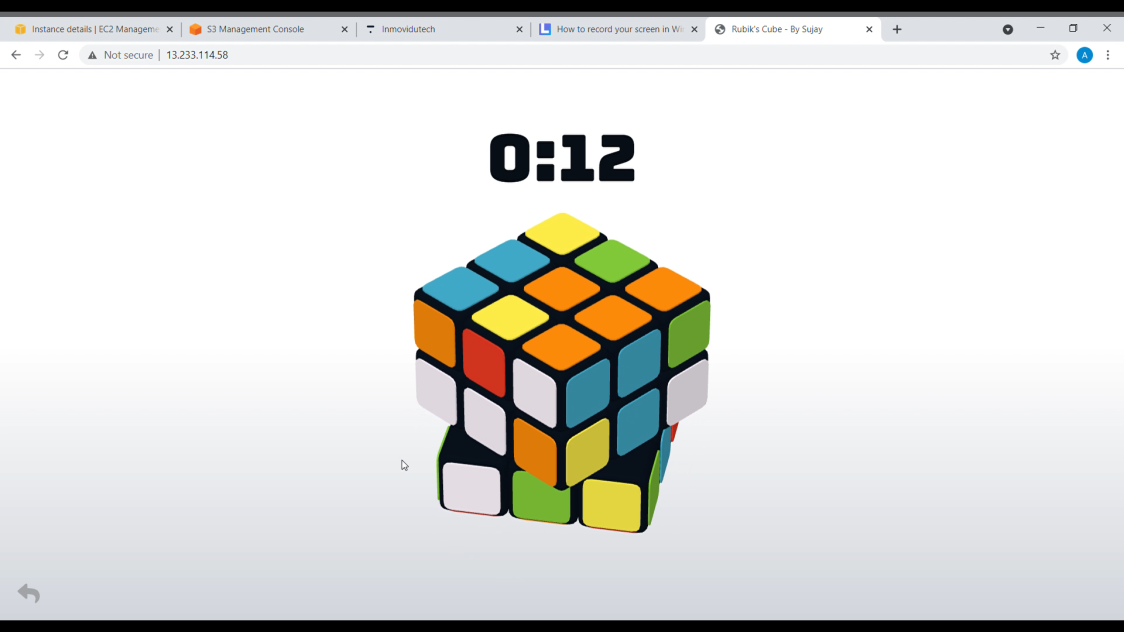 Instance details | EC2 Manageme
S3 Management Console
Inmovidutech
How to record your screen in Wi
Rubik's Cube - By Sujay
Not secure | 13.233.114.58
A
0:12